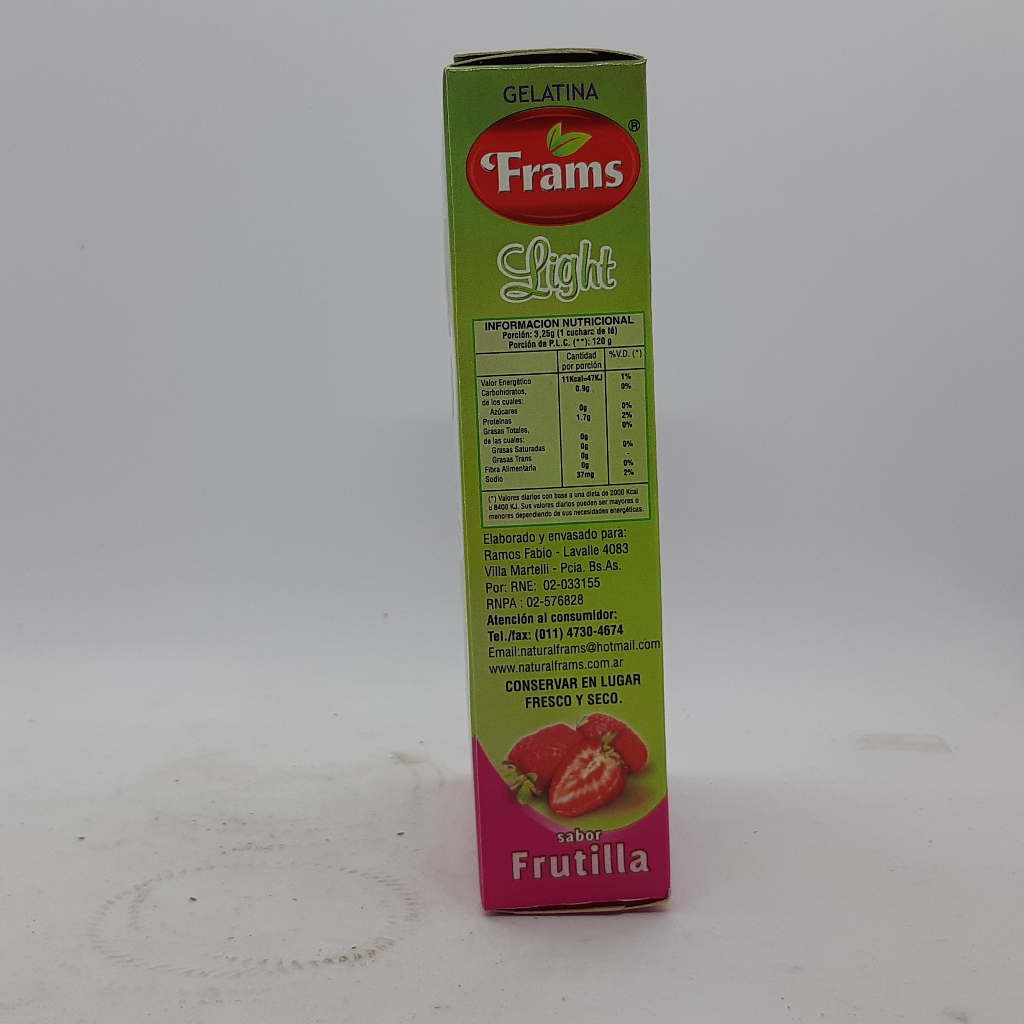 GELATINA
Frams®
Light
INFORMACION NUTRICIONAL
Porción: 3,25g (1 cuchara de té)
Porción de P.L.C. (**): 120 g
Cantidad por porción %V.D. (*)
Valor Energético 11Kcal=47KJ 1%
Carbohidratos, 0.9g 0%
de los cuales:
Azúcares 0g 0%
Proteínas 1.7g 2%
Grasas Totales, 0%
de las cuales: 0g
Grasas Saturadas 0g 0%
Grasas Trans 0g -
Fibra Alimentaria 0g 0%
Sodio 37mg 2%
(*) Valores diarios con base a una dieta de 2000 Kcal
u 8400 KJ. Sus valores diarios pueden ser mayores o
menores dependiendo de sus necesidades energéticas.
Elaborado y envasado para:
Ramos Fabio - Lavalle 4083
Villa Martelli - Pcia. Bs.As.
Por: RNE: 02-033155
RNPA : 02-576828
Atención al consumidor:
Tel./fax: (011) 4730-4674
Email:naturalframs@hotmail.com
www.naturalframs.com.ar
CONSERVAR EN LUGAR
FRESCO Y SECO.
sabor
Frutilla